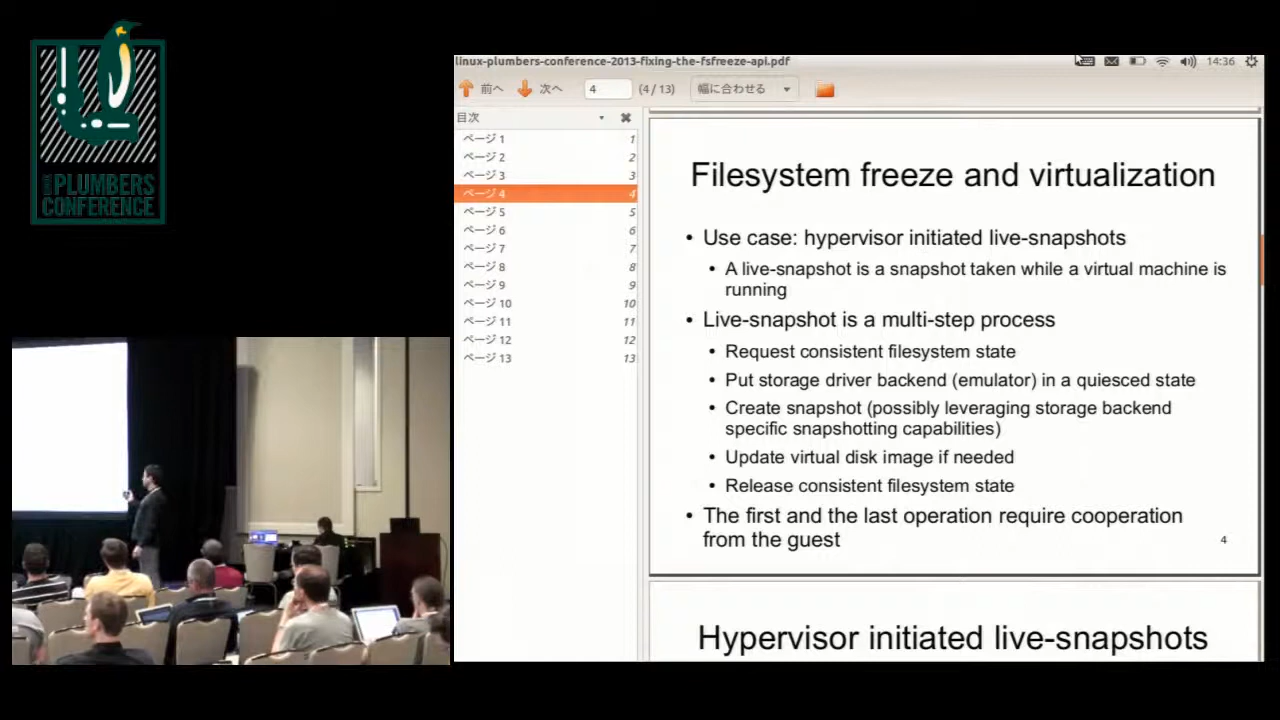 PLUMBERS
CONFERENCE
linux-plumbers-conference-2013-fixing-the-fsfreeze-api.pdf
14:36
前へ 次へ 4 (4 / 13) 幅に合わせる
目次
ページ 1 1
ページ 2 2
ページ 3 3
ページ 4 4
ページ 5 5
ページ 6 6
ページ 7 7
ページ 8 8
ページ 9 9
ページ 10 10
ページ 11 11
ページ 12 12
ページ 13 13
Filesystem freeze and virtualization
• Use case: hypervisor initiated live-snapshots
• A live-snapshot is a snapshot taken while a virtual machine is
running
• Live-snapshot is a multi-step process
• Request consistent filesystem state
• Put storage driver backend (emulator) in a quiesced state
• Create snapshot (possibly leveraging storage backend
specific snapshotting capabilities)
• Update virtual disk image if needed
• Release consistent filesystem state
• The first and the last operation require cooperation
from the guest
4
Hypervisor initiated live-snapshots